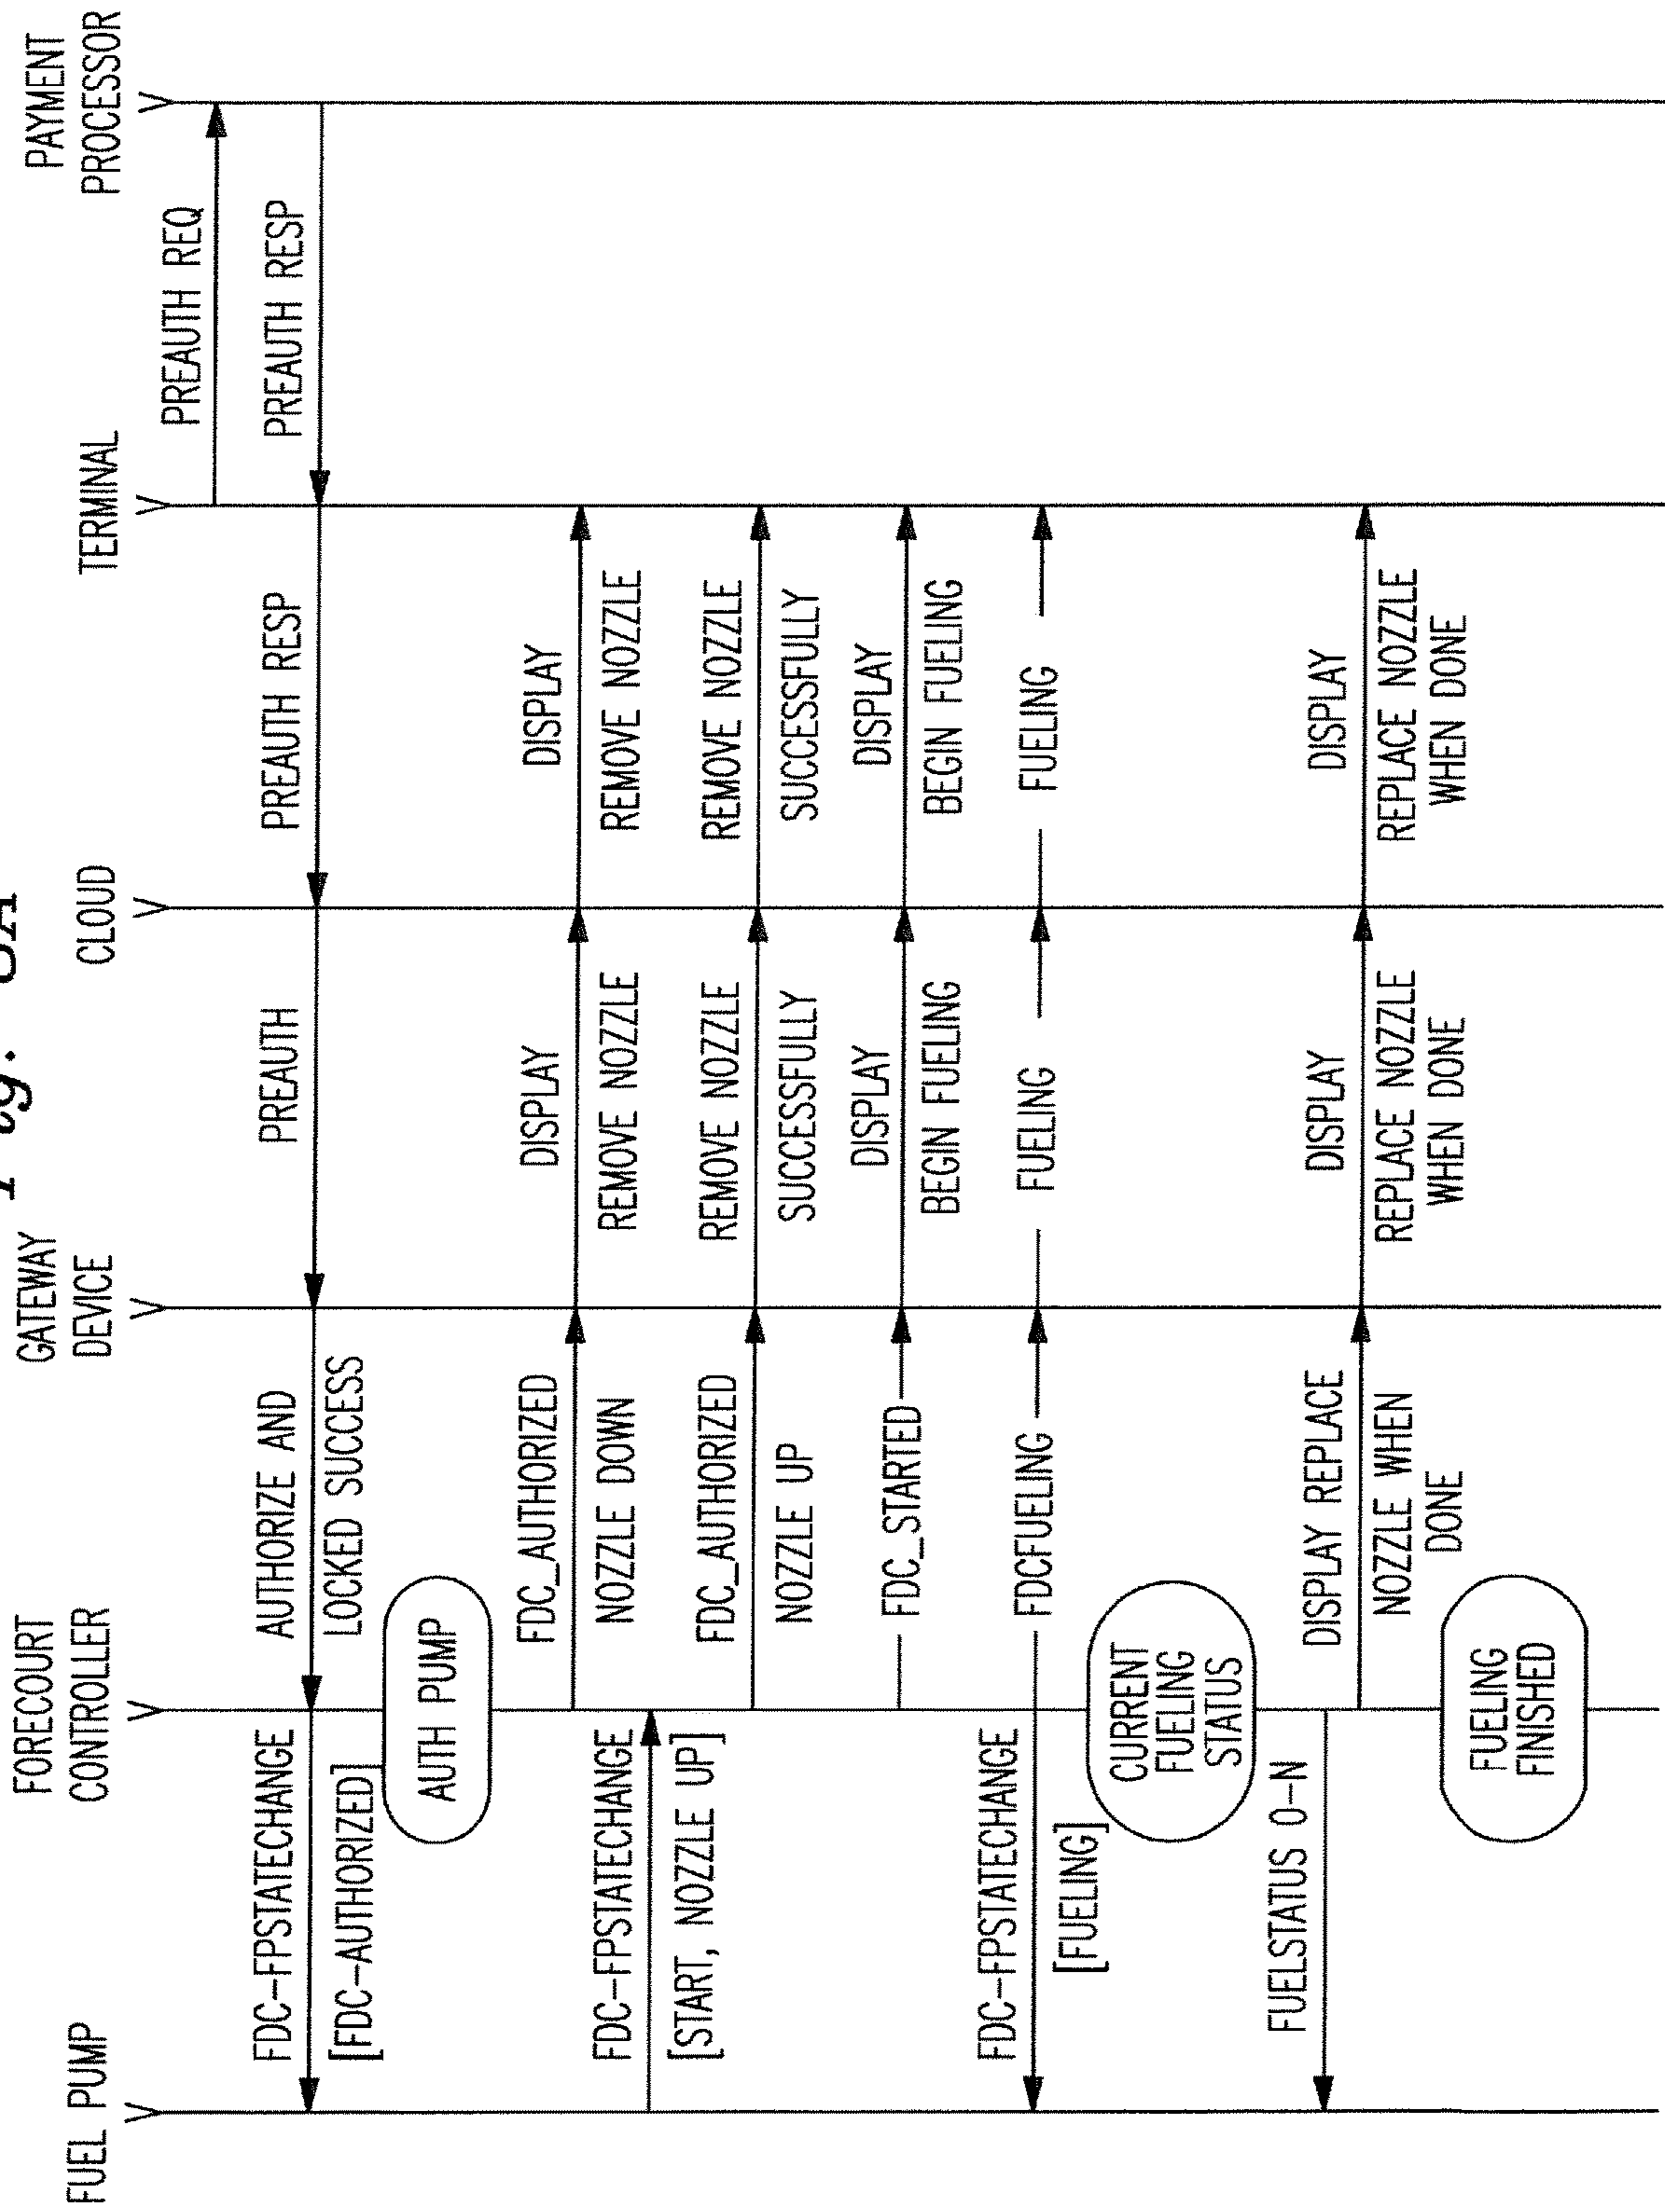 Fig. 8A
FUEL PUMP
FORECOURT
CONTROLLER
GATEWAY
DEVICE
CLOUD
TERMINAL
PAYMENT
PROCESSOR
PREAUTH REQ
FDC-FPSTATECHANGE
[FDC-AUTHORIZED]
AUTHORIZE AND
LOCKED SUCCESS
PREAUTH
PREAUTH RESP
PREAUTH RESP
AUTH PUMP
FDC_AUTHORIZED
NOZZLE DOWN
DISPLAY
REMOVE NOZZLE
DISPLAY
REMOVE NOZZLE
FDC-FPSTATECHANGE
[START, NOZZLE UP]
FDC_AUTHORIZED
NOZZLE UP
REMOVE NOZZLE
SUCCESSFULLY
REMOVE NOZZLE
SUCCESSFULLY
FDC_STARTED
DISPLAY
BEGIN FUELING
DISPLAY
BEGIN FUELING
FDC-FPSTATECHANGE
[FUELING]
FDCFUELING
FUELING
FUELING
CURRENT
FUELING
STATUS
FUELSTATUS 0-N
DISPLAY REPLACE
NOZZLE WHEN
DONE
DISPLAY
REPLACE NOZZLE
WHEN DONE
DISPLAY
REPLACE NOZZLE
WHEN DONE
FUELING
FINISHED